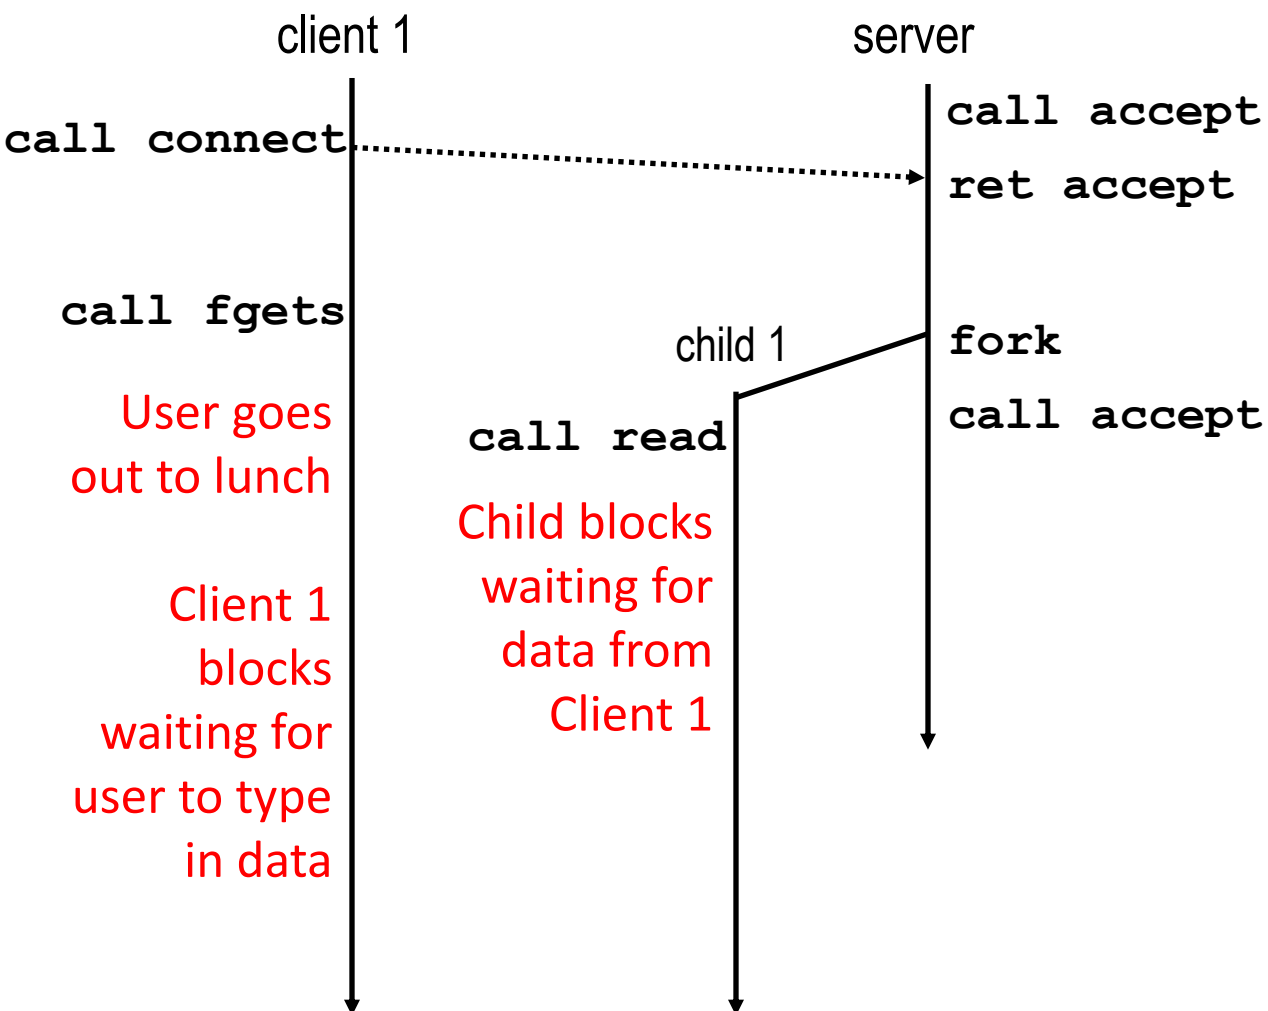 client 1
server
call connect
call accept
ret accept
call fgets
child 1
fork
call accept
call read
User goes
out to lunch
Client 1
blocks
waiting for
user to type
in data
Child blocks
waiting for
data from
Client 1